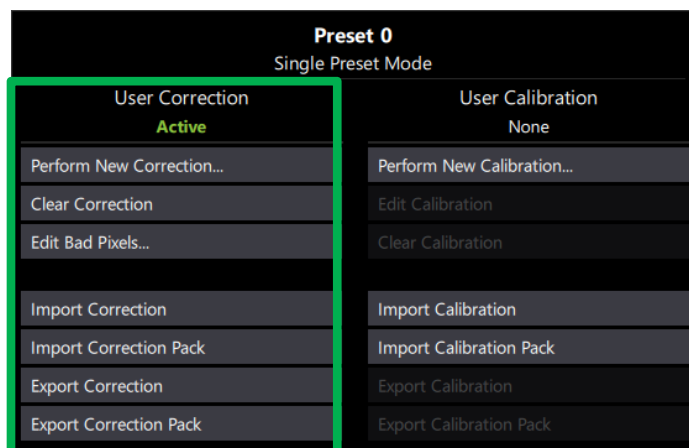 Preset 0
Single Preset Mode
User Correction
Active
Perform New Correction...
Clear Correction
Edit Bad Pixels...
Import Correction
Import Correction Pack
Export Correction
Export Correction Pack
User Calibration
None
Perform New Calibration...
Edit Calibration
Clear Calibration
Import Calibration
Import Calibration Pack
Export Calibration
Export Calibration Pack